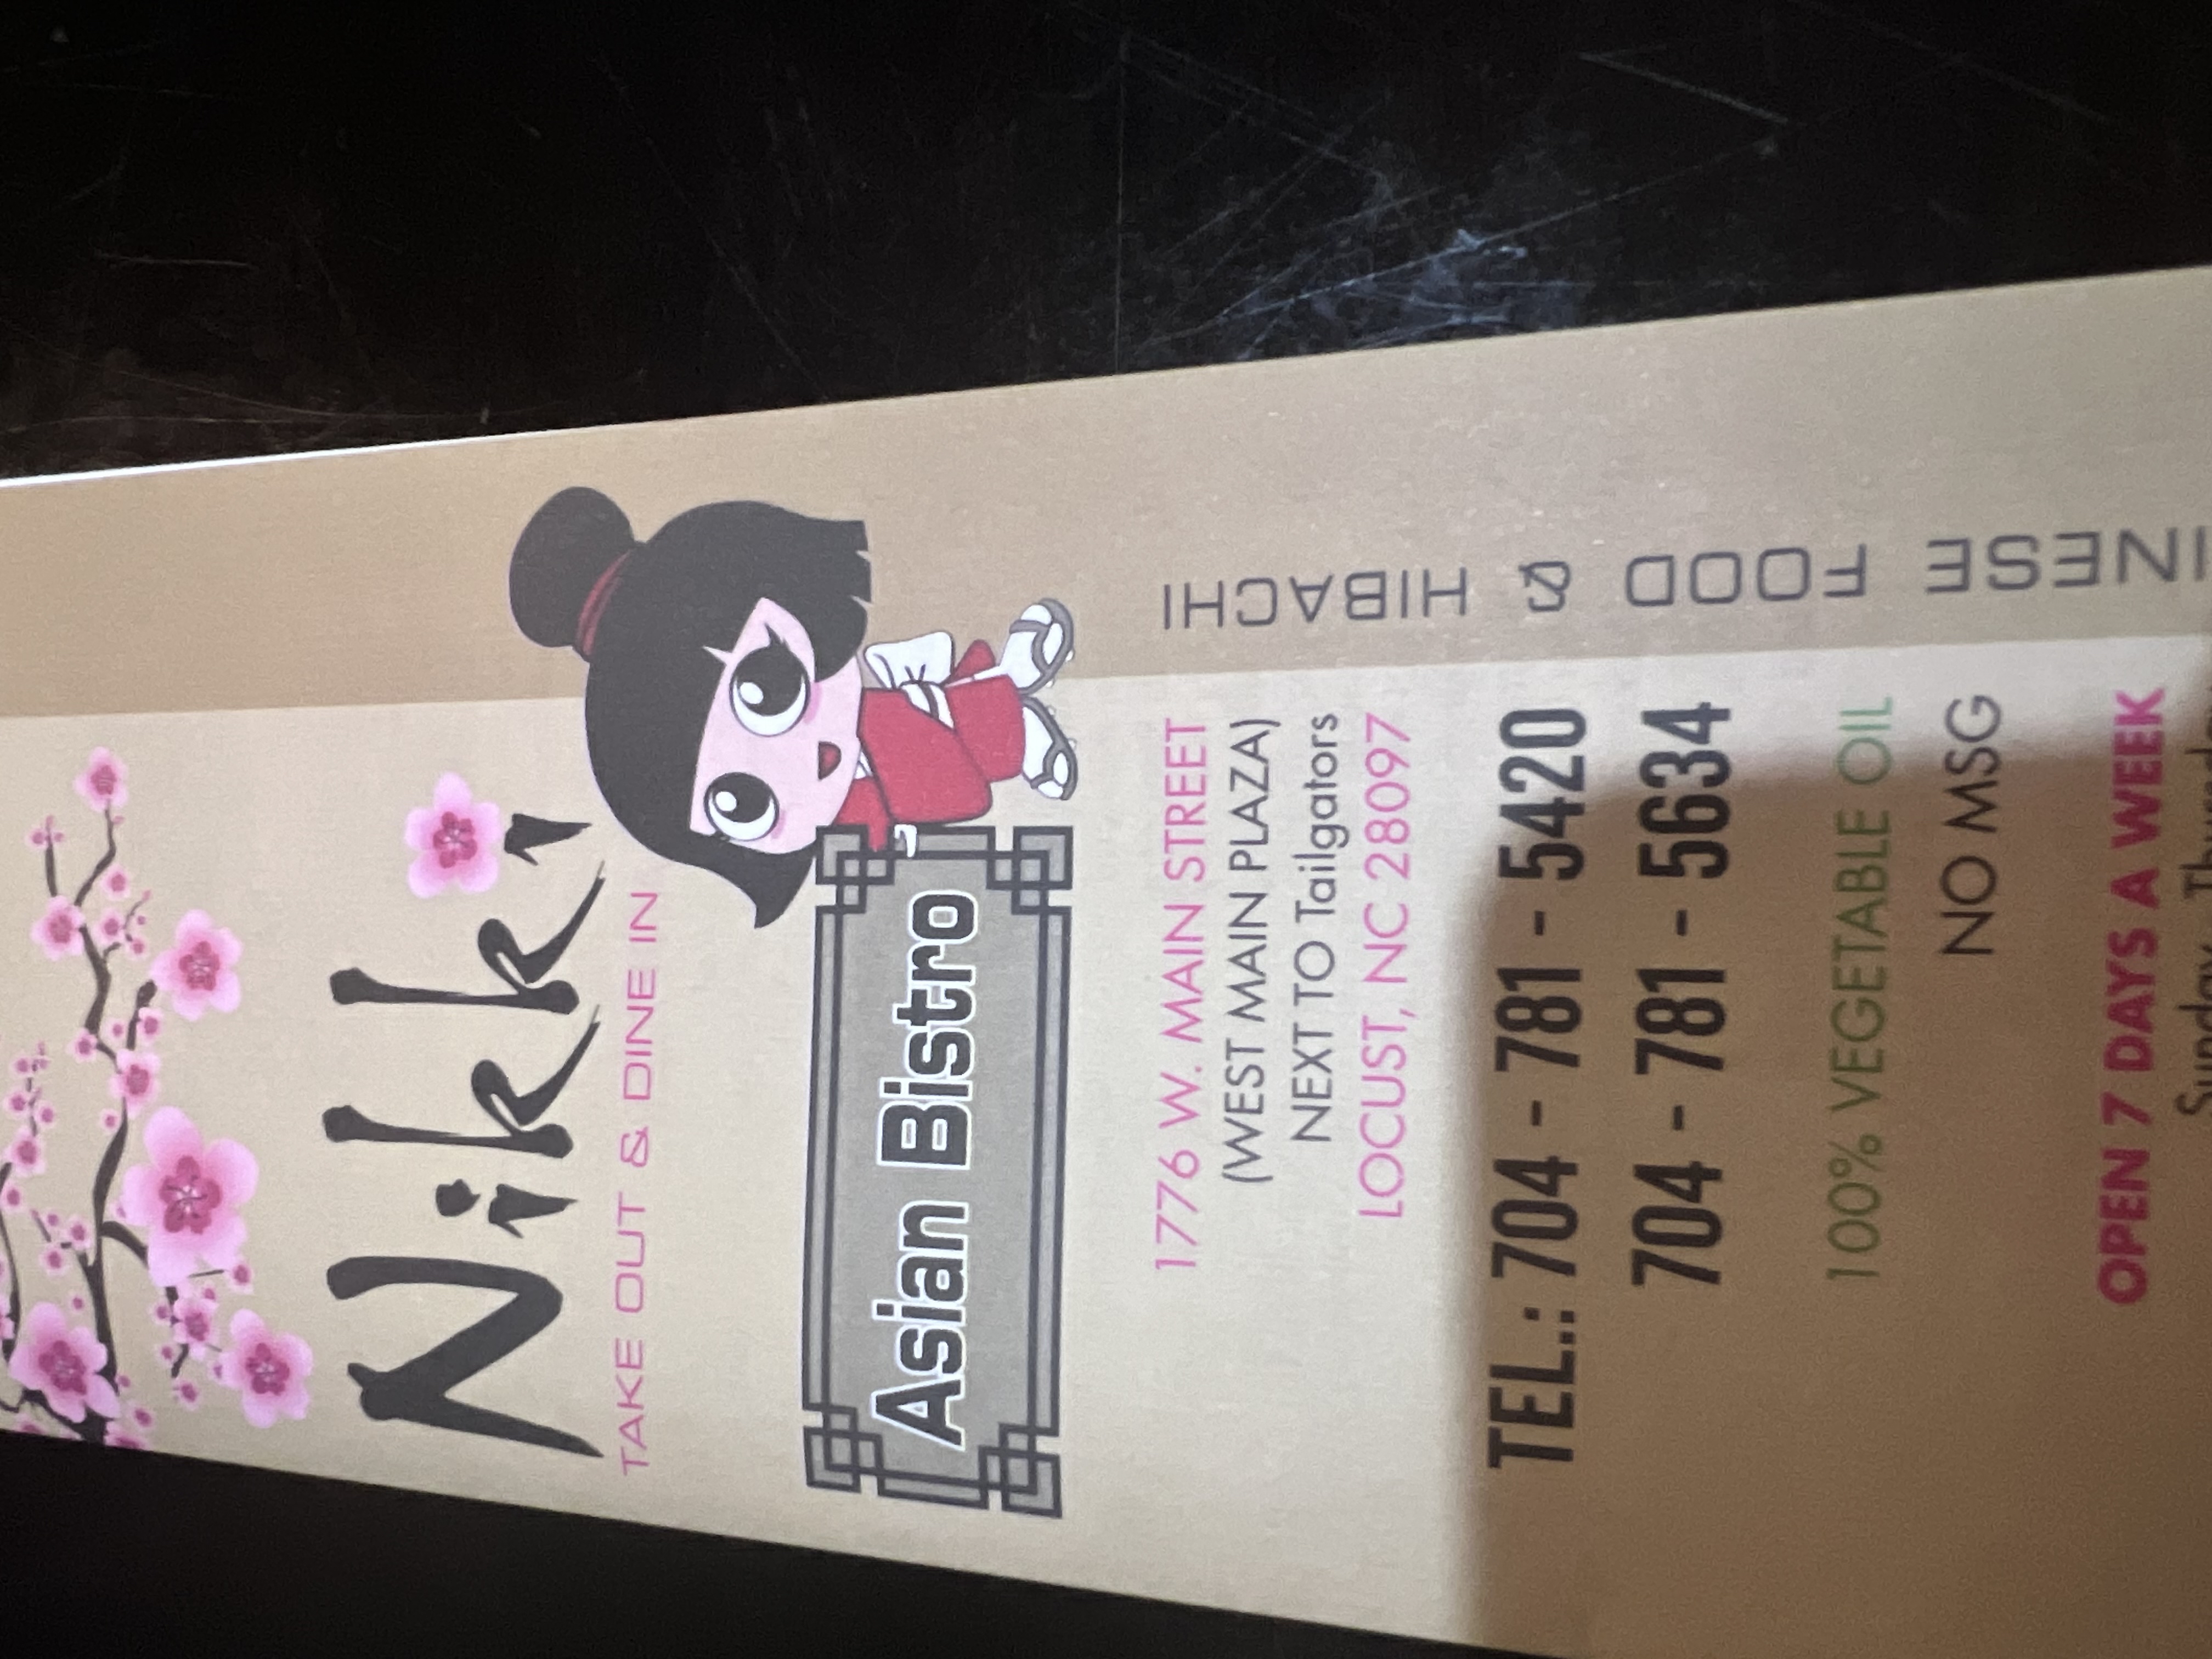 Nikki
TAKE OUT & DINE IN
Asian Bistro
1776 W. MAIN STREET
(WEST MAIN PLAZA)
NEXT TO Tailgators
LOCUST, NC 28097
TEL.: 704 - 781 - 5420
704 - 781 - 5634
100% VEGETABLE OIL
NO MSG
OPEN 7 DAYS A WEEK
INESE FOOD & HIBACHI